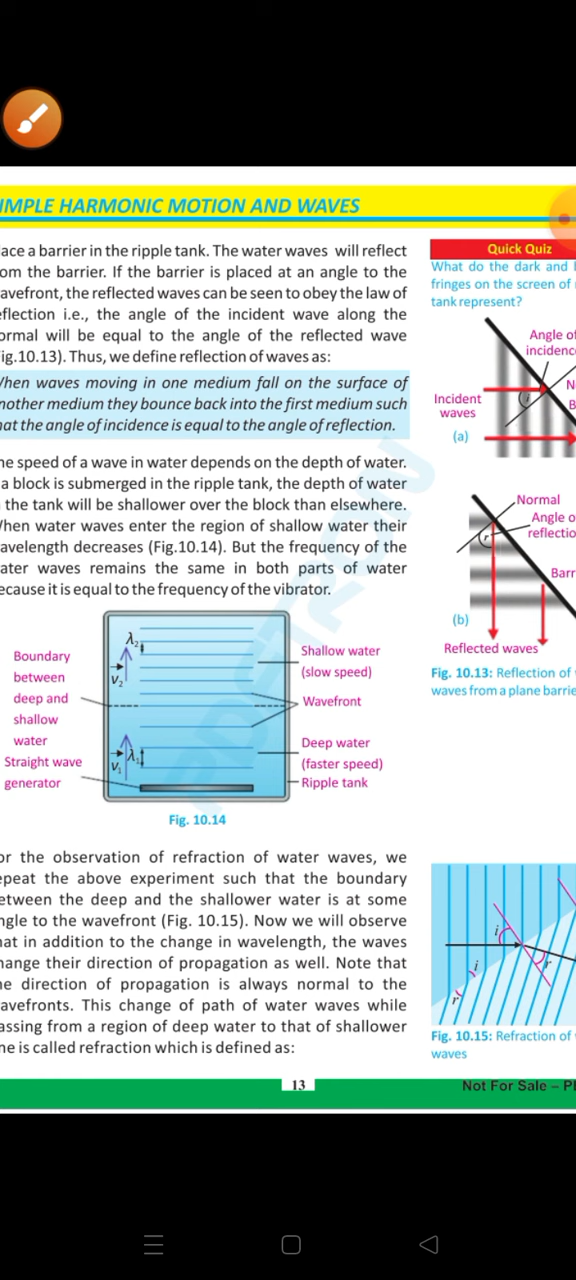 IMPLE HARMONIC MOTION AND WAVES
lace a barrier in the ripple tank. The water waves will reflect
om the barrier. If the barrier is placed at an angle to the
avefront, the reflected waves can be seen to obey the law of
eflection i.e., the angle of the incident wave along the
ormal will be equal to the angle of the reflected wave
ig.10.13). Thus, we define reflection of waves as:
When waves moving in one medium fall on the surface of
nother medium they bounce back into the first medium such
hat the angle of incidence is equal to the angle of reflection.
he speed of a wave in water depends on the depth of water.
a block is submerged in the ripple tank, the depth of water
the tank will be shallower over the block than elsewhere.
When water waves enter the region of shallow water their
avelength decreases (Fig.10.14). But the frequency of the
ater waves remains the same in both parts of water
ecause it is equal to the frequency of the vibrator.
Boundary
between
deep and
shallow
water
Straight wave
generator
λ₂
v₂
λ₁
v₁
Shallow water
(slow speed)
Wavefront
Deep water
(faster speed)
Ripple tank
Fig. 10.14
PDSTRON
or the observation of refraction of water waves, we
epeat the above experiment such that the boundary
etween the deep and the shallower water is at some
ngle to the wavefront (Fig. 10.15). Now we will observe
hat in addition to the change in wavelength, the waves
hange their direction of propagation as well. Note that
he direction of propagation is always normal to the
avefronts. This change of path of water waves while
assing from a region of deep water to that of shallower
ne is called refraction which is defined as:
Quick Quiz
What do the dark and b
fringes on the screen of
tank represent?
Angle of
incidenc
N
Incident
waves
i
B
(a)
Normal
Angle o
reflectio
r
Barr
(b)
Reflected waves
Fig. 10.13: Reflection of
waves from a plane barrie
i
r
i
r
Fig. 10.15: Refraction of
waves
13
Not For Sale – P